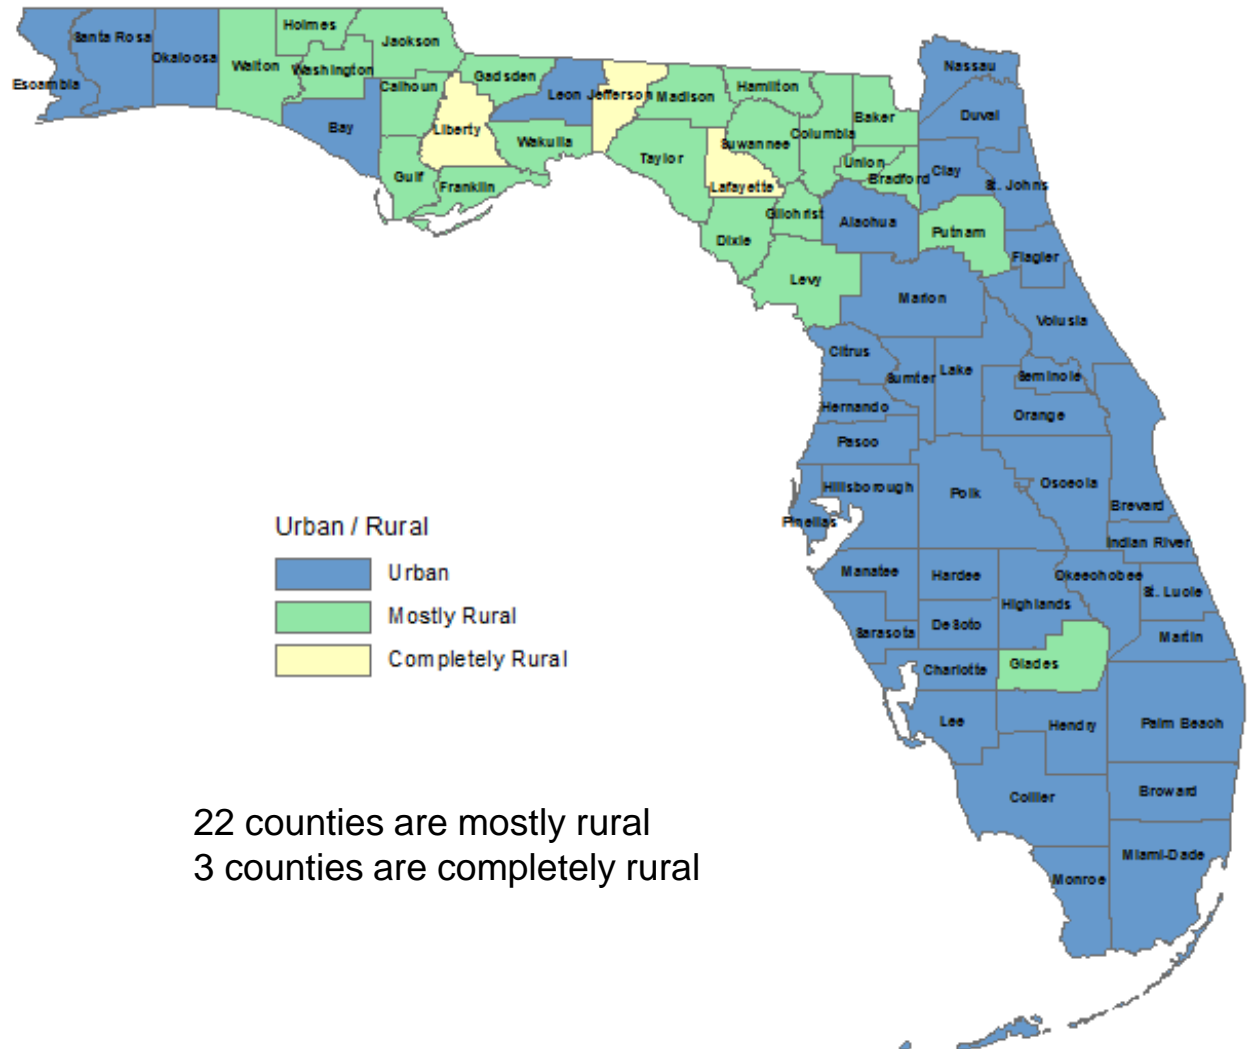 Holmes
Santa Rosa
Jackson
Okaloosa
Walton
Washington
Escambia
Calhoun
Gadsden
Leon
Jefferson
Madison
Hamilton
Nassau
Bay
Liberty
Wakulla
Taylor
Suwannee
Columbia
Baker
Duval
Gulf
Franklin
Lafayette
Union
Bradford
Clay
St. Johns
Gilchrist
Alachua
Putnam
Dixie
Flagler
Levy
Marion
Volusia
Citrus
Sumter
Lake
Seminole
Hernando
Orange
Pasco
Hillsborough
Polk
Osceola
Brevard
Pinellas
Indian River
Urban / Rural
Urban
Mostly Rural
Completely Rural
Manatee
Hardee
Okeechobee
St. Lucie
Highlands
Sarasota
DeSoto
Martin
Charlotte
Glades
Lee
Hendry
Palm Beach
Collier
Broward
22 counties are mostly rural
3 counties are completely rural
Miami-Dade
Monroe